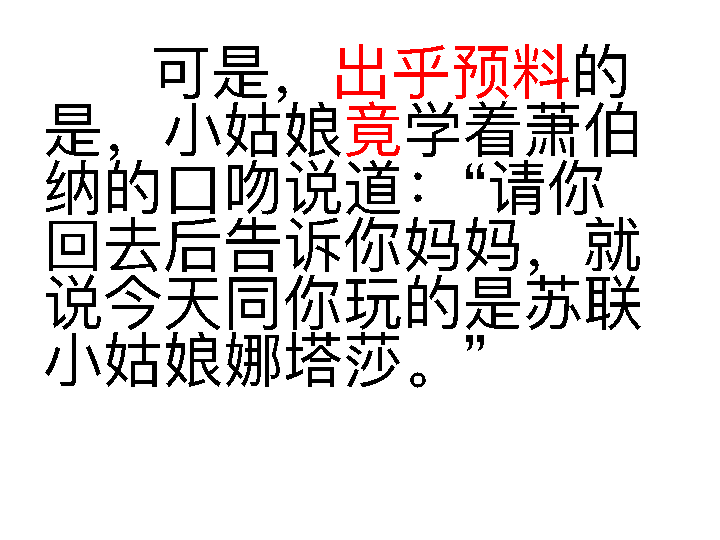 可是，出乎预料的
是，小姑娘竟学着萧伯
纳的口吻说道：“请你
回去后告诉你妈妈，就
说今天同你玩的是苏联
小姑娘娜塔莎。”